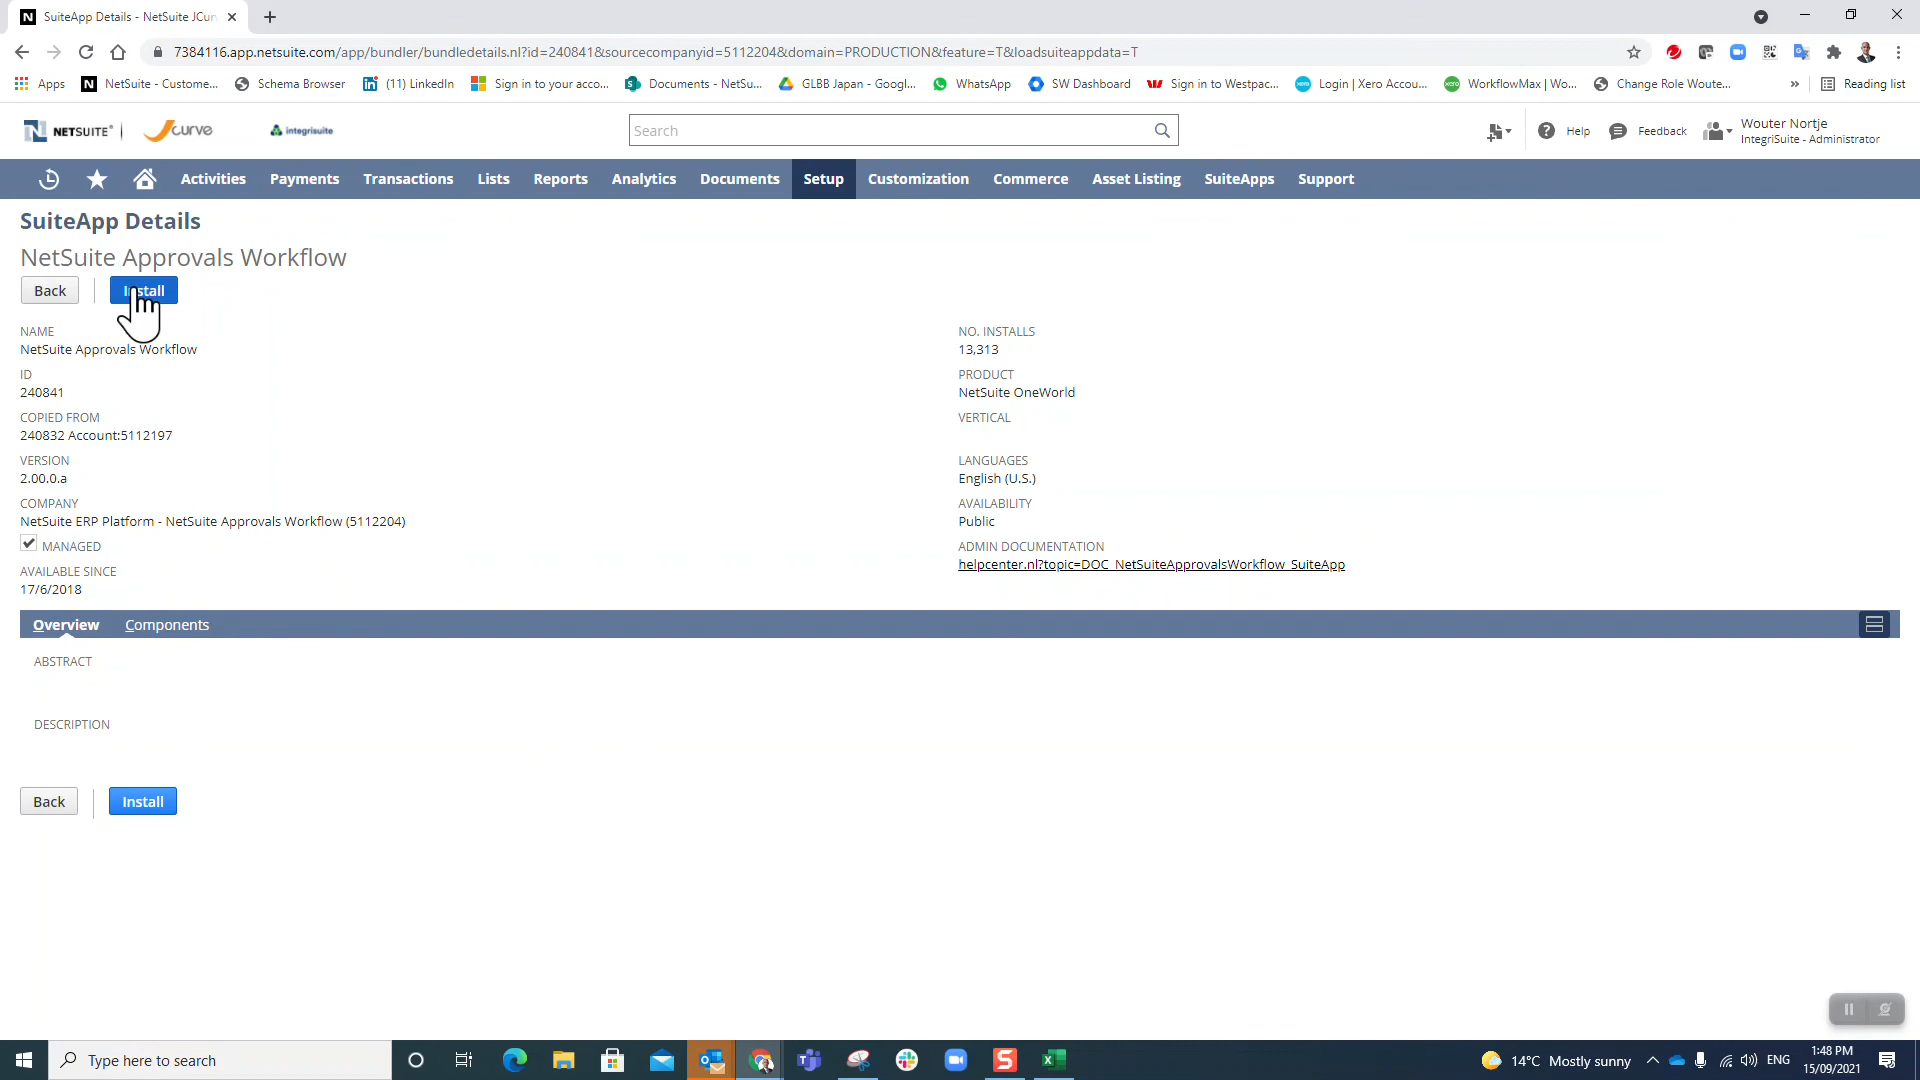 SuiteApp Details - NetSuite JCur
7384116.app.netsuite.com/app/bundler/bundledetails.nl?id=240841&sourcecompanyid=5112204&domain=PRODUCTION&feature=T&loadsuiteappdata=T
Apps NetSuite - Custome... Schema Browser (11) LinkedIn Sign in to your acco... Documents - NetSu... GLBB Japan - Googl... WhatsApp SW Dashboard Sign in to Westpac... Login | Xero Accou... WorkflowMax | Wo... Change Role Woute... » Reading list
NETSUITE Jcurve integrisuite Search Help Feedback Wouter Nortje
IntegriSuite - Administrator
Activities Payments Transactions Lists Reports Analytics Documents Setup Customization Commerce Asset Listing SuiteApps Support
SuiteApp Details
NetSuite Approvals Workflow
Back Install
NAME
NetSuite Approvals Workflow
ID
240841
COPIED FROM
240832 Account:5112197
VERSION
2.00.0.a
COMPANY
NetSuite ERP Platform - NetSuite Approvals Workflow (5112204)
MANAGED
AVAILABLE SINCE
17/6/2018
NO. INSTALLS
13,313
PRODUCT
NetSuite OneWorld
VERTICAL
LANGUAGES
English (U.S.)
AVAILABILITY
Public
ADMIN DOCUMENTATION
helpcenter.nl?topic=DOC_NetSuiteApprovalsWorkflow_SuiteApp
Overview Components
ABSTRACT
DESCRIPTION
Back Install
Type here to search 14°C Mostly sunny ENG 1:48 PM
15/09/2021